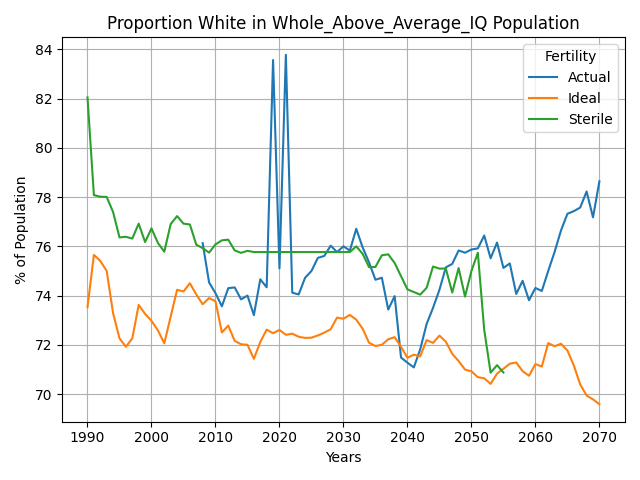 Proportion White in Whole_Above_Average_IQ Population
Fertility
Actual
Ideal
Sterile
84
82
80
78
76
74
72
70
% of Population
1990 2000 2010 2020 2030 2040 2050 2060 2070
Years